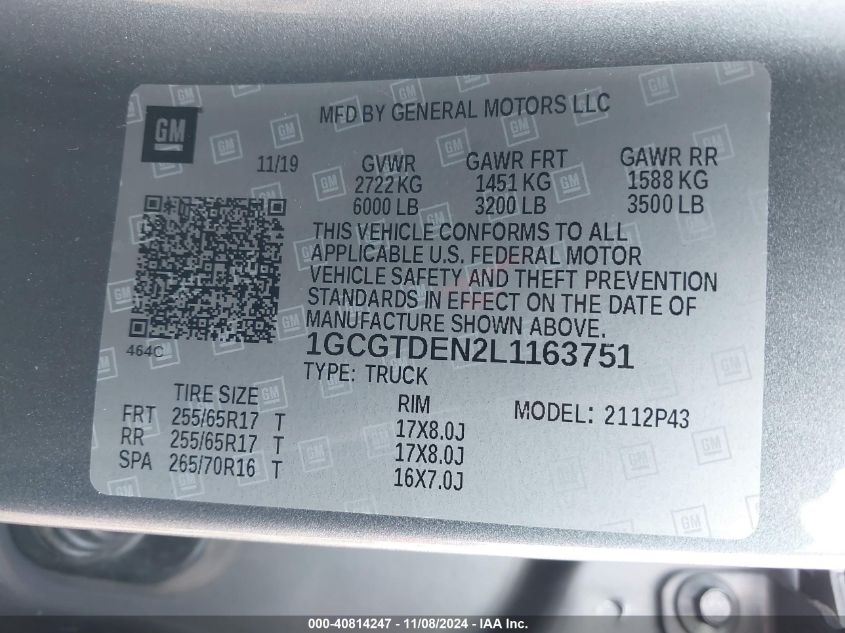 GM
MFD BY GENERAL MOTORS LLC
11/19 GVWR GAWR FRT GAWR RR
2722 KG 1451 KG 1588 KG
6000 LB 3200 LB 3500 LB
THIS VEHICLE CONFORMS TO ALL
APPLICABLE U.S. FEDERAL MOTOR
VEHICLE SAFETY AND THEFT PREVENTION
STANDARDS IN EFFECT ON THE DATE OF
MANUFACTURE SHOWN ABOVE.
464C
1GCGTDEN2L1163751
TYPE: TRUCK
TIRE SIZE RIM MODEL: 2112P43
FRT 255/65R17 T 17X8.0J
RR 255/65R17 T 17X8.0J
SPA 265/70R16 T 16X7.0J
000-40814247 - 11/08/2024 - IAA Inc.